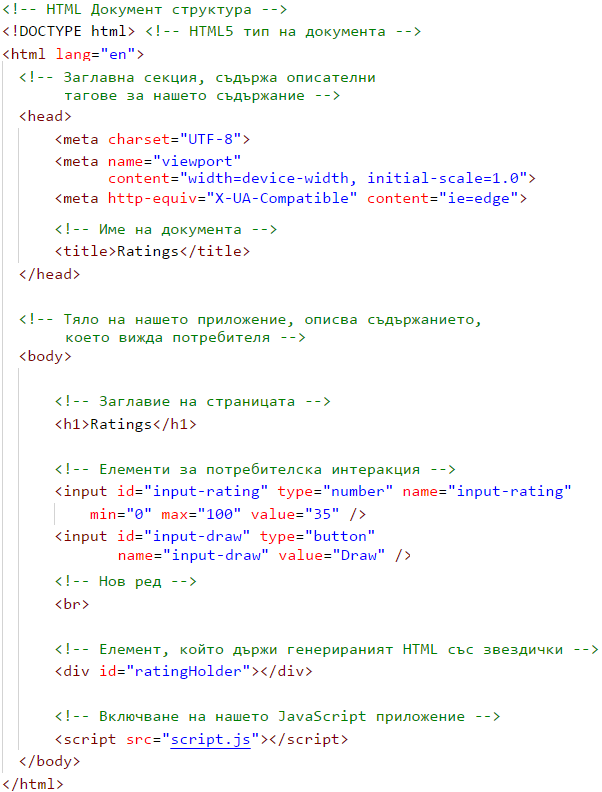 <!-- HTML Документ структура -->
<!DOCTYPE html> <!-- HTML5 тип на документа -->
<html lang="en">
<!-- Заглавна секция, съдържа описателни
тагове за нашето съдържание -->
<head>
<meta charset="UTF-8">
<meta name="viewport"
content="width=device-width, initial-scale=1.0">
<meta http-equiv="X-UA-Compatible" content="ie=edge">
<!-- Име на документа -->
<title>Ratings</title>
</head>
<!-- Тяло на нашето приложение, описва съдържанието,
което вижда потребителя -->
<body>
<!-- Заглавие на страницата -->
<h1>Ratings</h1>
<!-- Елементи за потребителска интеракция -->
<input id="input-rating" type="number" name="input-rating"
min="0" max="100" value="35" />
<input id="input-draw" type="button"
name="input-draw" value="Draw" />
<!-- Нов ред -->
<br>
<!-- Елемент, който държи генерираният HTML със звездички -->
<div id="ratingHolder"></div>
<!-- Включване на нашето JavaScript приложение -->
<script src="script.js"></script>
</body>
</html>